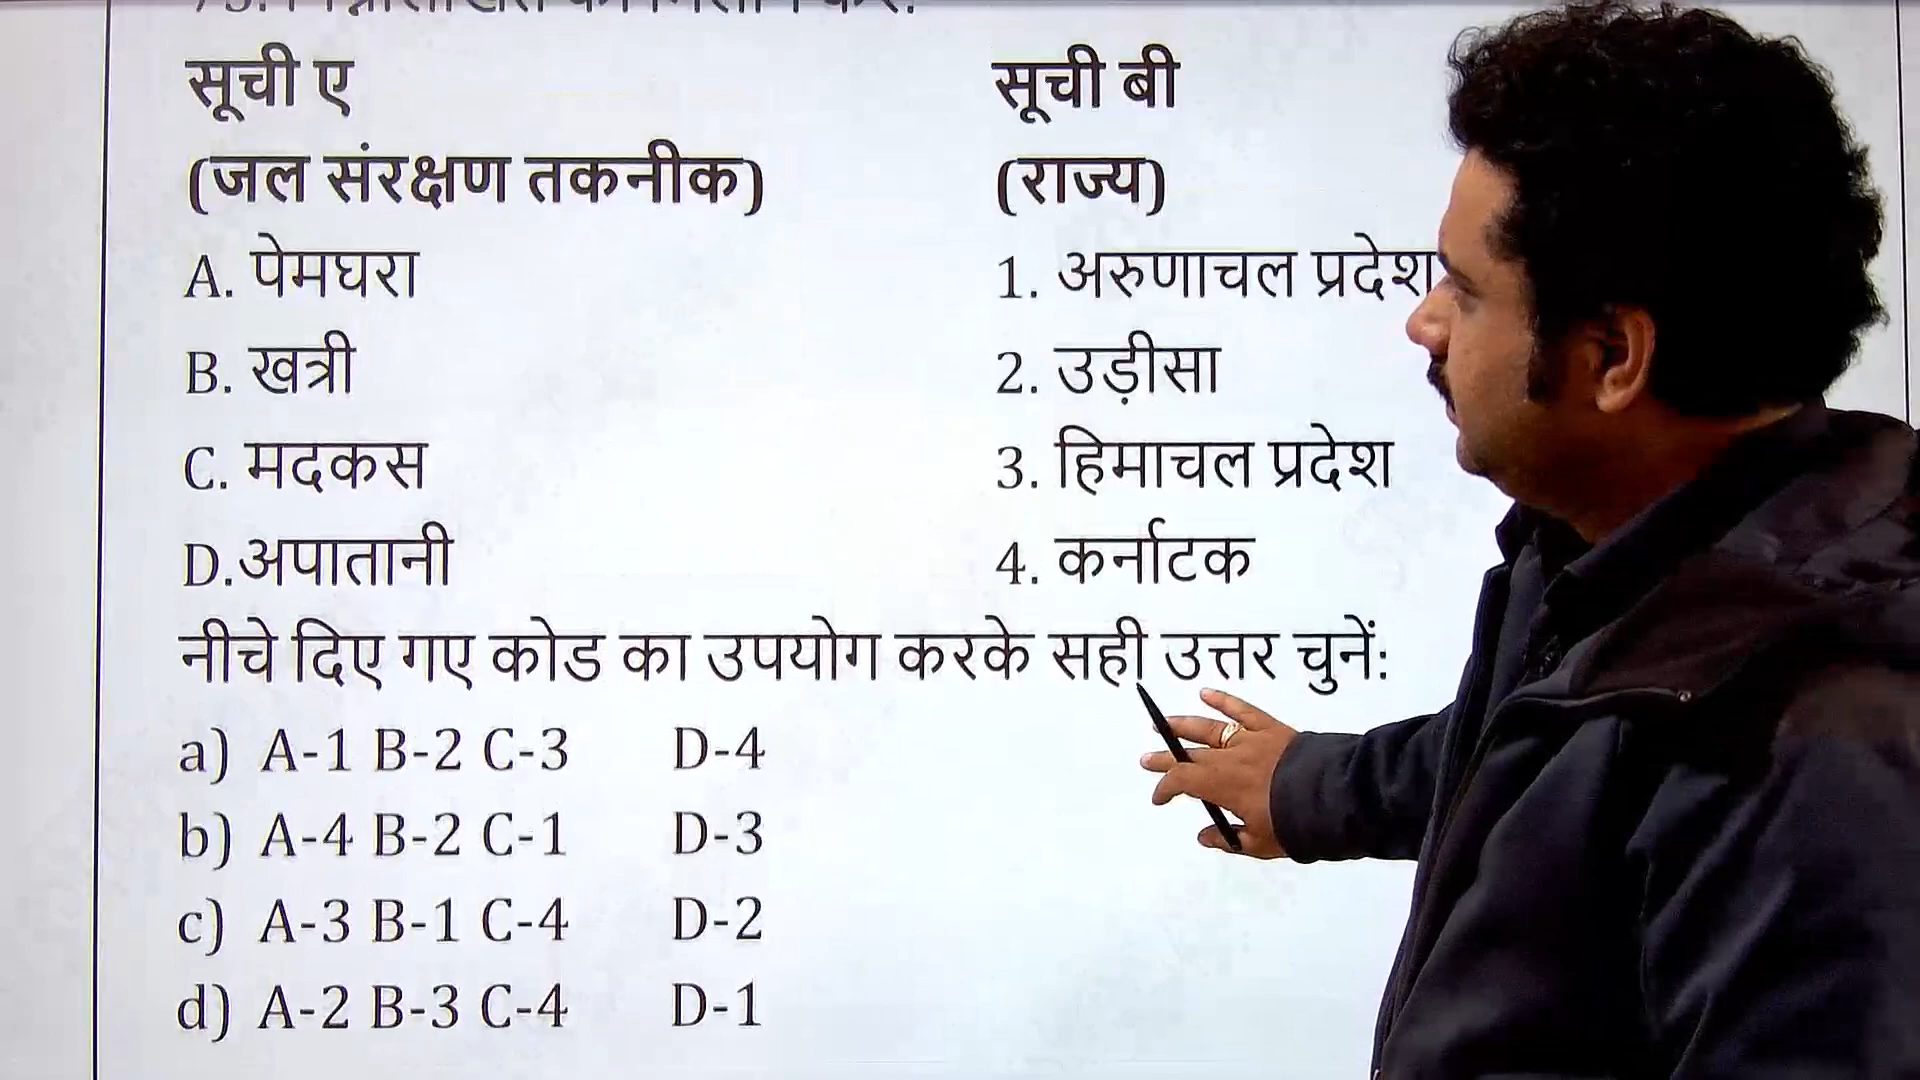 सूची ए सूची बी
(जल संरक्षण तकनीक) (राज्य)
A. पेमघरा 1. अरुणाचल प्रदेश
B. खत्री 2. उड़ीसा
C. मदकस 3. हिमाचल प्रदेश
D.अपातानी 4. कर्नाटक
नीचे दिए गए कोड का उपयोग करके सही उत्तर चुनें:
a) A-1 B-2 C-3 D-4
b) A-4 B-2 C-1 D-3
c) A-3 B-1 C-4 D-2
d) A-2 B-3 C-4 D-1